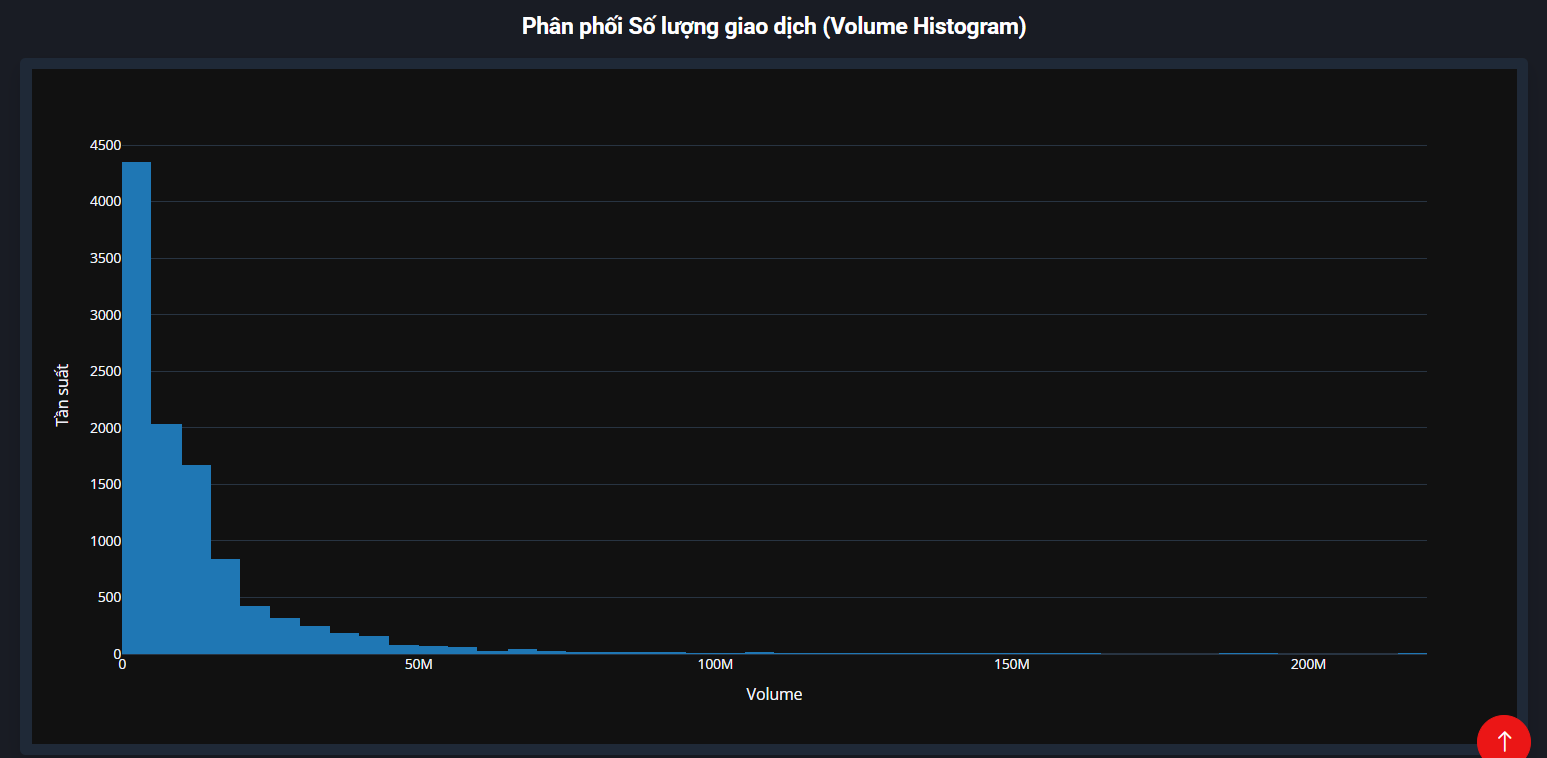 Phân phối Số lượng giao dịch (Volume Histogram)
4500
4000
3500
3000
2500
2000
1500
1000
500
0
Tần suất
0
50M
100M
150M
200M
Volume